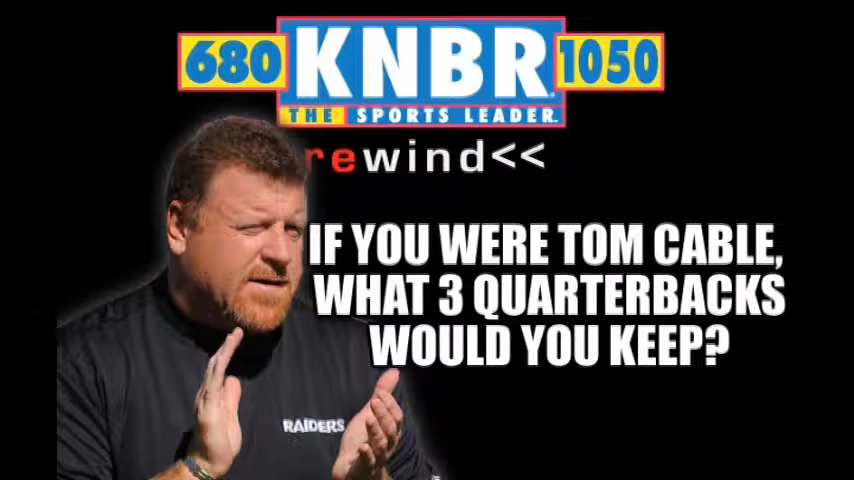 680 KNBR 1050
THE SPORTS LEADER.
rewind<<
IF YOU WERE TOM CABLE,
WHAT 3 QUARTERBACKS
WOULD YOU KEEP?
RAIDERS